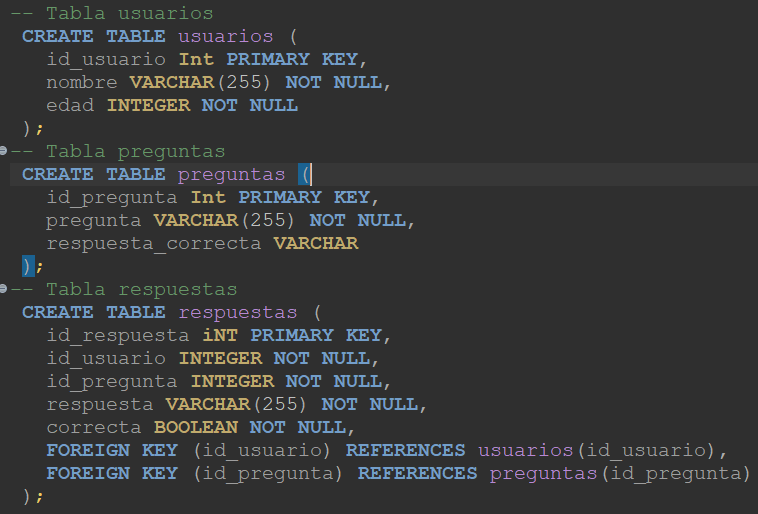 -- Tabla usuarios
CREATE TABLE usuarios (
id_usuario Int PRIMARY KEY,
nombre VARCHAR(255) NOT NULL,
edad INTEGER NOT NULL
);
-- Tabla preguntas
CREATE TABLE preguntas (
id_pregunta Int PRIMARY KEY,
pregunta VARCHAR(255) NOT NULL,
respuesta_correcta VARCHAR
);
-- Tabla respuestas
CREATE TABLE respuestas (
id_respuesta iNT PRIMARY KEY,
id_usuario INTEGER NOT NULL,
id_pregunta INTEGER NOT NULL,
respuesta VARCHAR(255) NOT NULL,
correcta BOOLEAN NOT NULL,
FOREIGN KEY (id_usuario) REFERENCES usuarios(id_usuario),
FOREIGN KEY (id_pregunta) REFERENCES preguntas(id_pregunta)
);